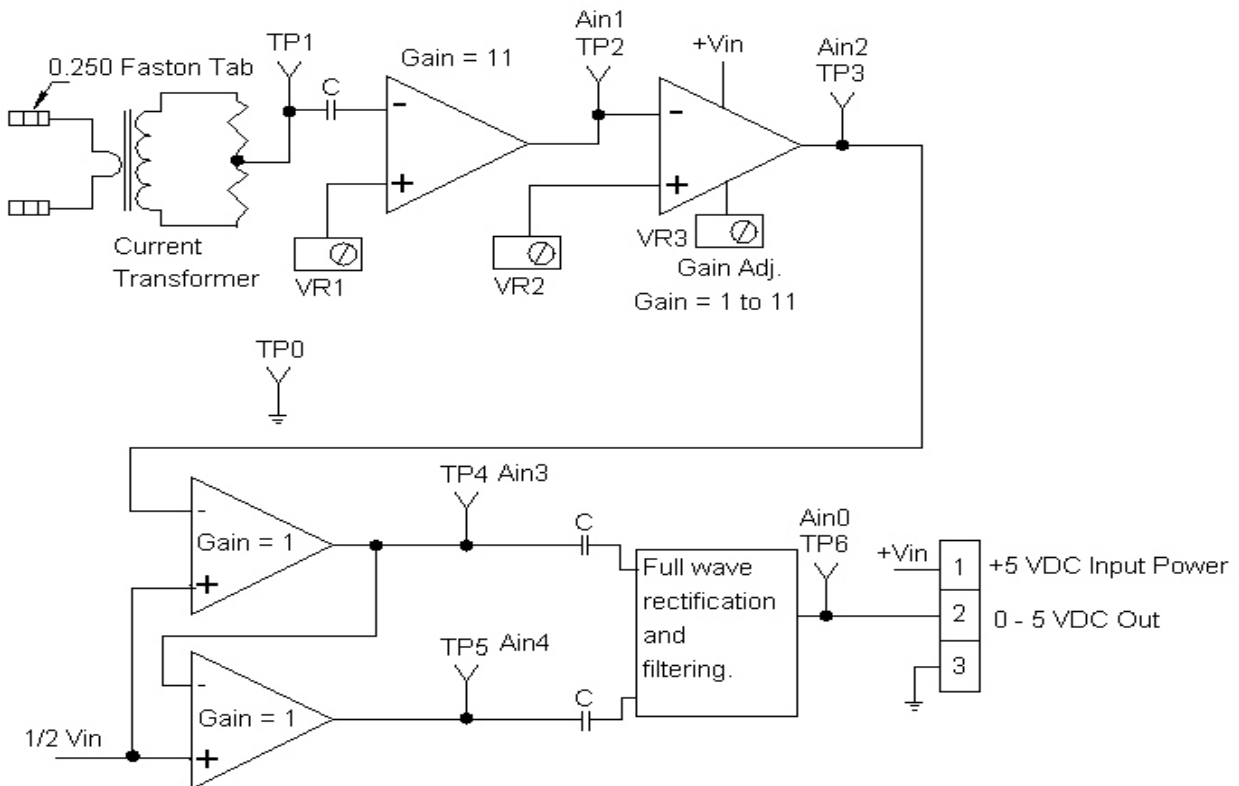 0.250 Faston Tab
TP1
C
Gain = 11
-
+
VR1
Current
Transformer
Ain1
TP2
+Vin
-
+
VR2
VR3
Gain Adj.
Gain = 1 to 11
Ain2
TP3
TP0
-
Gain = 1
+
TP4 Ain3
C
-
Gain = 1
+
1/2 Vin
TP5 Ain4
C
Full wave
rectification
and
filtering.
Ain0
TP6
+Vin
1
+5 VDC Input Power
2
0 - 5 VDC Out
3